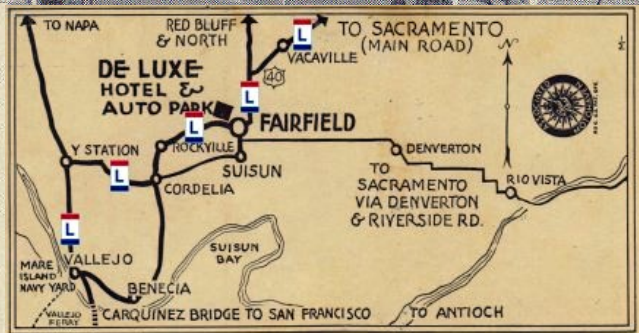 TO NAPA
RED BLUFF
& NORTH
L
TO SACRAMENTO
(MAIN ROAD)
N
VACAVILLE
40
DE LUXE
HOTEL &
AUTO PARK
L
L
FAIRFIELD
Y STATION
ROCKVILLE
SUISUN
DENVERTON
L
CORDELIA
TO
SACRAMENTO
VIA DENVERTON
& RIVERSIDE RD.
RIO VISTA
L
SUISUN
BAY
MARE
ISLAND
NAVY YARD
VALLEJO
BENECIA
VALLEJO
FERRY
CARQUINEZ BRIDGE TO SAN FRANCISCO
TO ANTIOCH